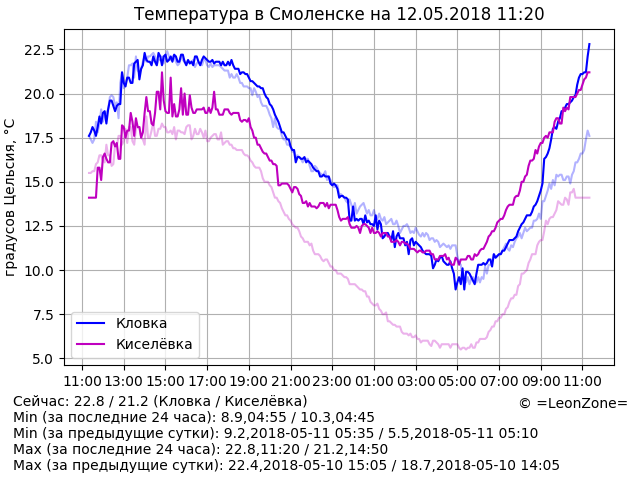 Температура в Смоленске на 12.05.2018 11:20
градусов Цельсия, °C
22.5
20.0
17.5
15.0
12.5
10.0
7.5
5.0
Кловка
Киселёвка
11:00 13:00 15:00 17:00 19:00 21:00 23:00 01:00 03:00 05:00 07:00 09:00 11:00
Сейчас: 22.8 / 21.2 (Кловка / Киселёвка)
© =LeonZone=
Min (за последние 24 часа): 8.9,04:55 / 10.3,04:45
Min (за предыдущие сутки): 9.2,2018-05-11 05:35 / 5.5,2018-05-11 05:10
Max (за последние 24 часа): 22.8,11:20 / 21.2,14:50
Max (за предыдущие сутки): 22.4,2018-05-10 15:05 / 18.7,2018-05-10 14:05